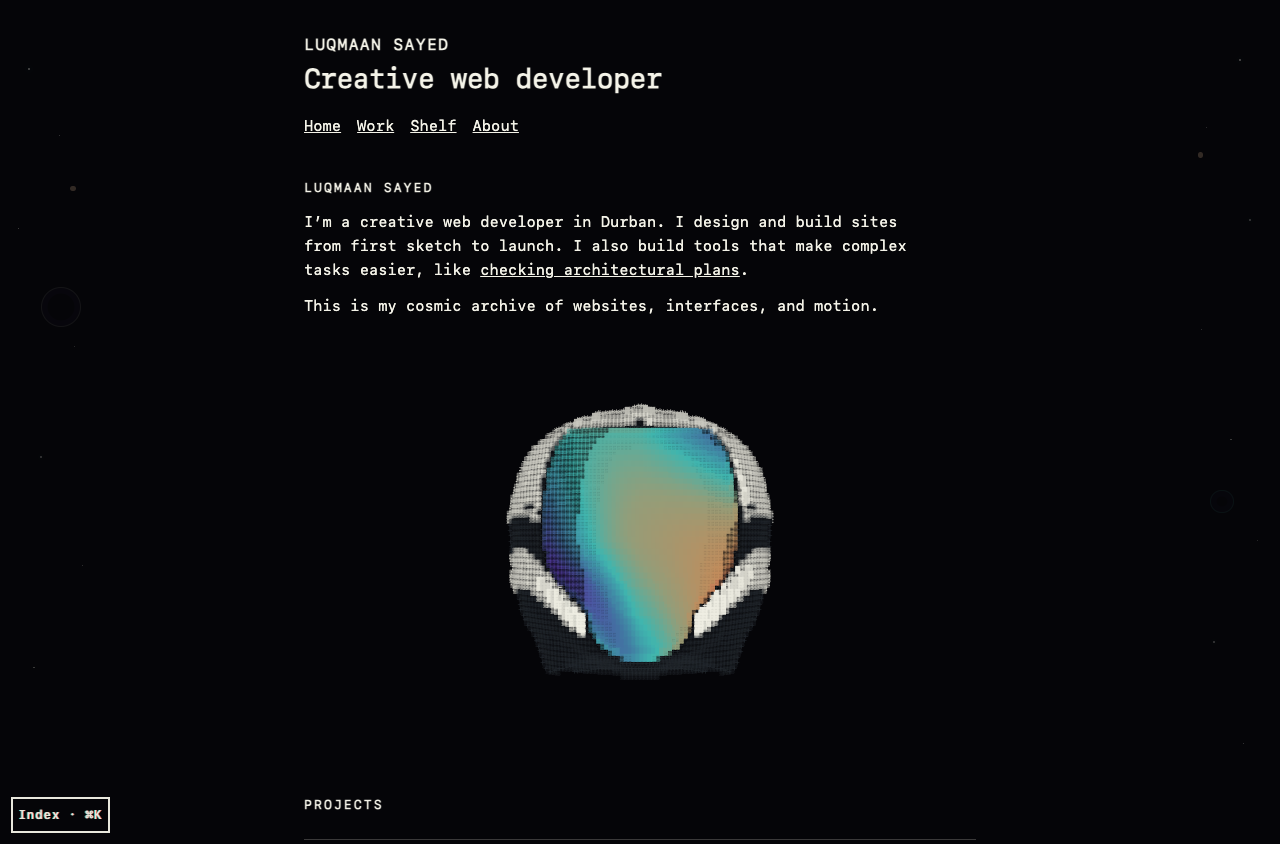 LUQMAAN SAYED
Creative web developer
Home Work Shelf About
LUQMAAN SAYED
I’m a creative web developer in Durban. I design and build sites
from first sketch to launch. I also build tools that make complex
tasks easier, like checking architectural plans.
This is my cosmic archive of websites, interfaces, and motion.
PROJECTS
Index · ⌘K